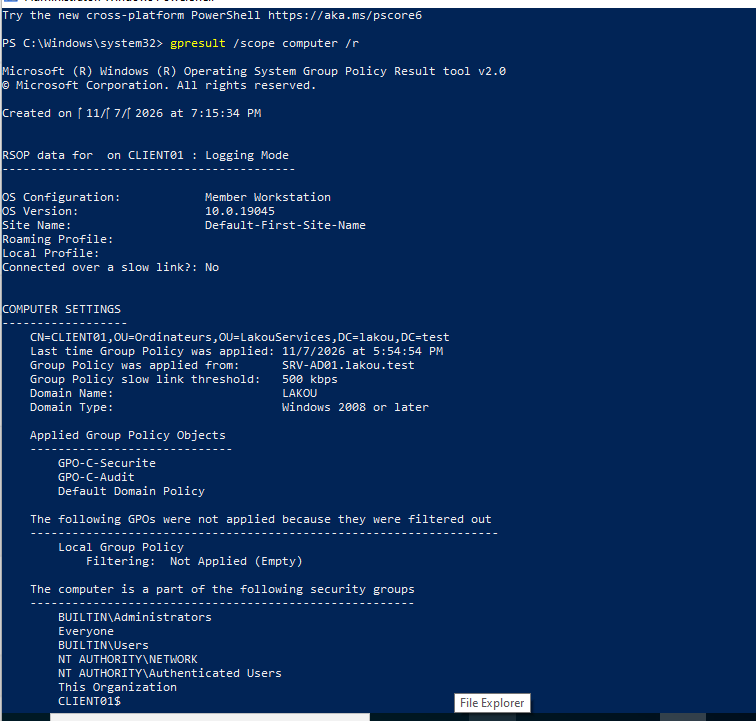 Try the new cross-platform PowerShell https://aka.ms/pscore6
PS C:\Windows\system32> gpresult /scope computer /r
Microsoft (R) Windows (R) Operating System Group Policy Result tool v2.0
© Microsoft Corporation. All rights reserved.
Created on 11/ 7/ 2026 at 7:15:34 PM
RSOP data for  on CLIENT01 : Logging Mode
------------------------------------------
OS Configuration:            Member Workstation
OS Version:                  10.0.19045
Site Name:                   Default-First-Site-Name
Roaming Profile:
Local Profile:
Connected over a slow link?: No
COMPUTER SETTINGS
------------------
    CN=CLIENT01,OU=Ordinateurs,OU=LakouServices,DC=lakou,DC=test
    Last time Group Policy was applied: 11/7/2026 at 5:54:54 PM
    Group Policy was applied from:      SRV-AD01.lakou.test
    Group Policy slow link threshold:   500 kbps
    Domain Name:                        LAKOU
    Domain Type:                        Windows 2008 or later
    Applied Group Policy Objects
    -----------------------------
        GPO-C-Securite
        GPO-C-Audit
        Default Domain Policy
    The following GPOs were not applied because they were filtered out
    -------------------------------------------------------------------
        Local Group Policy
            Filtering:  Not Applied (Empty)
    The computer is a part of the following security groups
    -------------------------------------------------------
        BUILTIN\Administrators
        Everyone
        BUILTIN\Users
        NT AUTHORITY\NETWORK
        NT AUTHORITY\Authenticated Users
        This Organization
        CLIENT01$
File Explorer